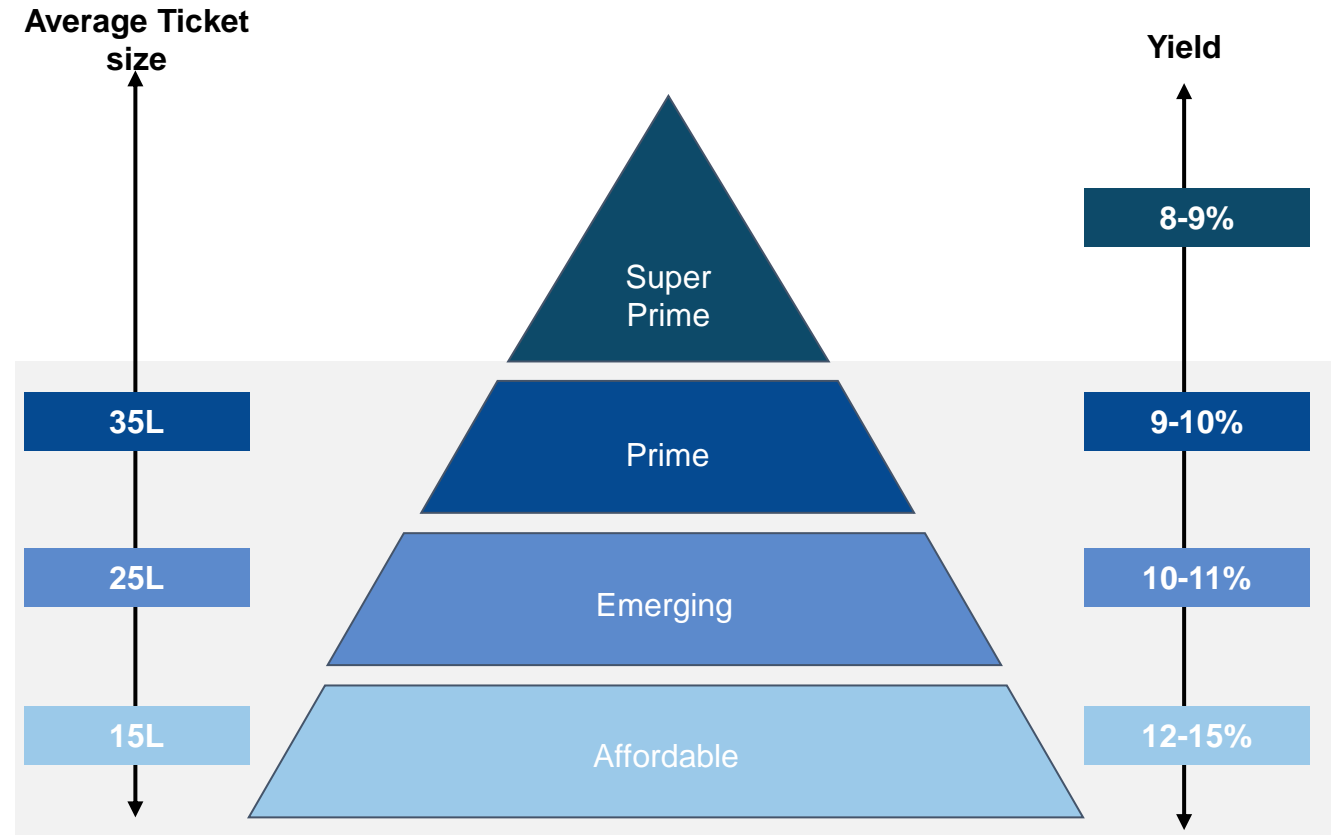 Average Ticket
size
Yield
8-9%
Super
Prime
35L
9-10%
Prime
25L
10-11%
Emerging
15L
12-15%
Affordable